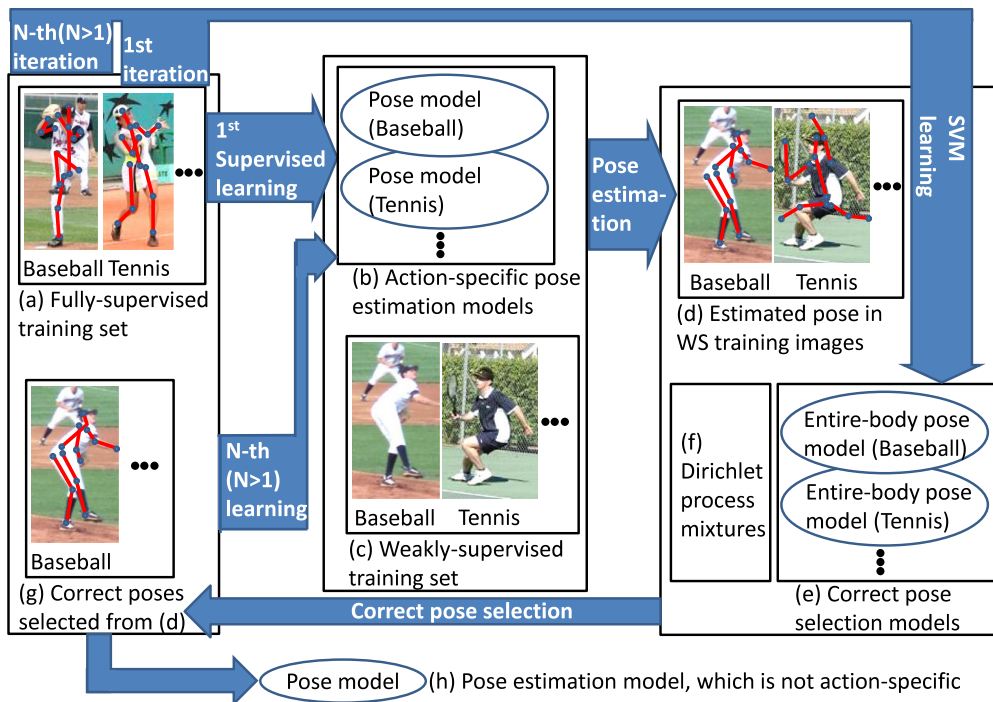 N-th(N>1)
iteration
1st
iteration
SVM
learning
Baseball Tennis
(a) Fully-supervised
training set
1st
Supervised
learning
Pose model
(Baseball)
Pose model
(Tennis)
(b) Action-specific pose
estimation models
Pose
estima-
tion
Baseball Tennis
(d) Estimated pose in
WS training images
Baseball
(g) Correct poses
selected from (d)
N-th
(N>1)
learning
Baseball Tennis
(c) Weakly-supervised
training set
(f)
Dirichlet
process
mixtures
Entire-body pose
model (Baseball)
Entire-body pose
model (Tennis)
(e) Correct pose
selection models
Correct pose selection
Pose model
(h) Pose estimation model, which is not action-specific